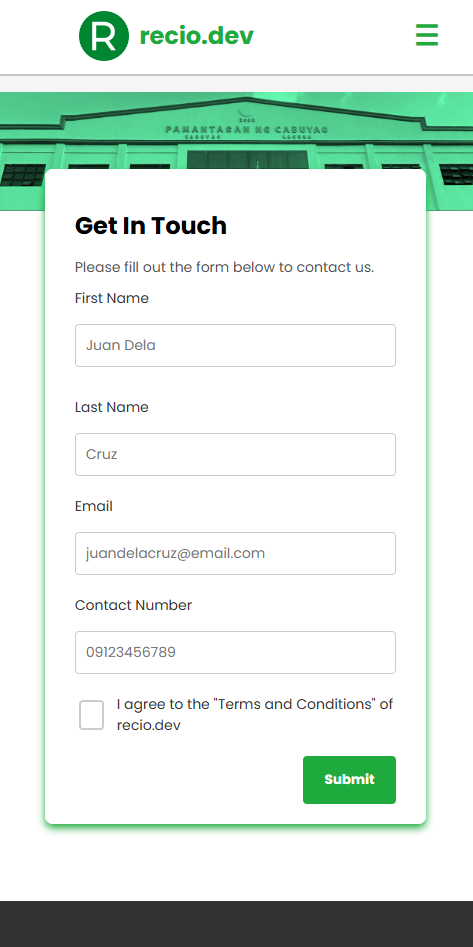 R recio.dev
PAMANTASAN NG CABUYAO
CABUYAO LAGUNA
Get In Touch
Please fill out the form below to contact us.
First Name
Juan Dela
Last Name
Cruz
Email
juandelacruz@email.com
Contact Number
09123456789
I agree to the "Terms and Conditions" of
recio.dev
Submit